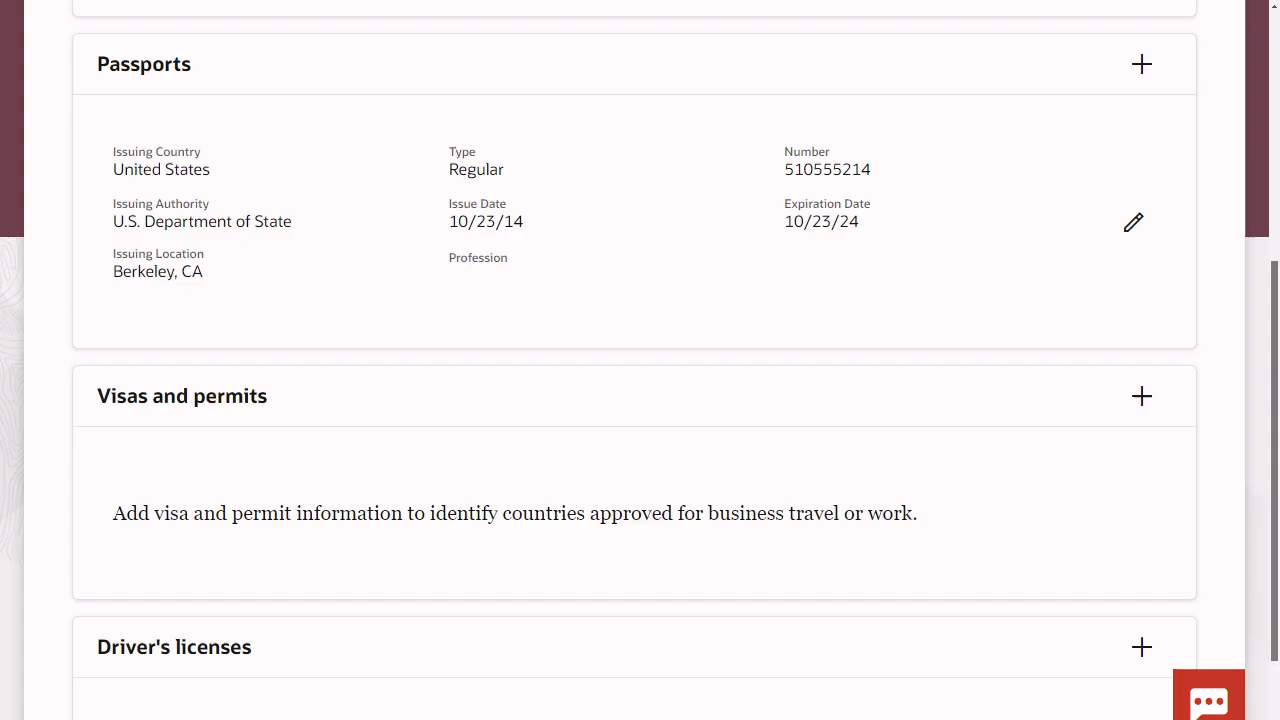 Passports
Issuing Country
United States
Type
Regular
Number
510555214
Issuing Authority
U.S. Department of State
Issue Date
10/23/14
Expiration Date
10/23/24
Issuing Location
Berkeley, CA
Profession
Visas and permits
Add visa and permit information to identify countries approved for business travel or work.
Driver's licenses